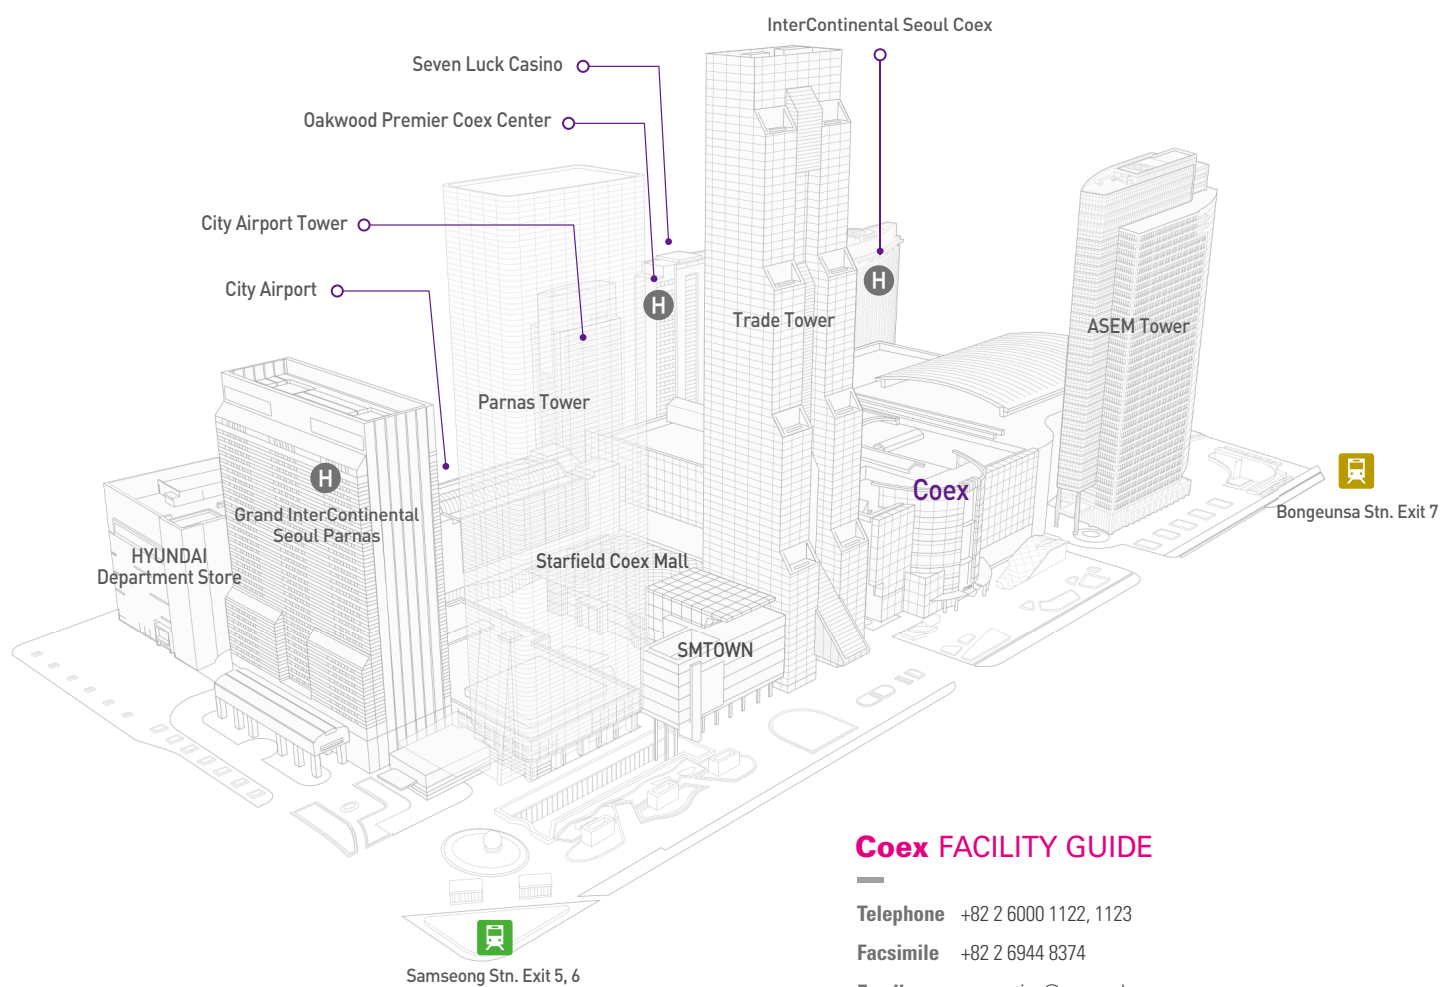 InterContinental Seoul Coex
Seven Luck Casino
Oakwood Premier Coex Center
City Airport Tower
City Airport
H
H
Trade Tower
ASEM Tower
Parnas Tower
H
Grand InterContinental
Seoul Parnas
Coex
Bongeunsa Stn. Exit 7
HYUNDAI
Department Store
Starfield Coex Mall
SMTOWN
Samseong Stn. Exit 5, 6
Coex FACILITY GUIDE
Telephone +82 2 6000 1122, 1123
Facsimile +82 2 6944 8374